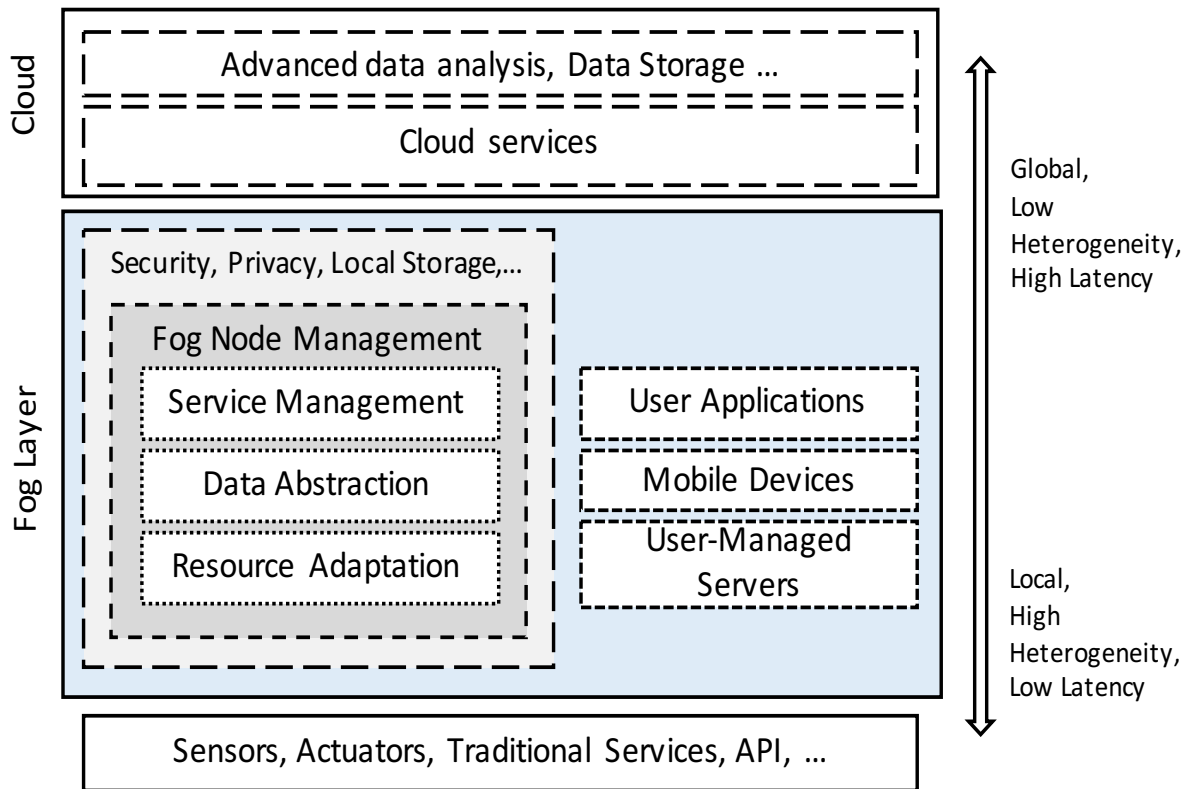 Cloud
Advanced data analysis, Data Storage ...
Cloud services
Fog Layer
Security, Privacy, Local Storage,...
Fog Node Management
Service Management
Data Abstraction
Resource Adaptation
User Applications
Mobile Devices
User-Managed
Servers
Sensors, Actuators, Traditional Services, API, ...
Global,
Low
Heterogeneity,
High Latency
Local,
High
Heterogeneity,
Low Latency